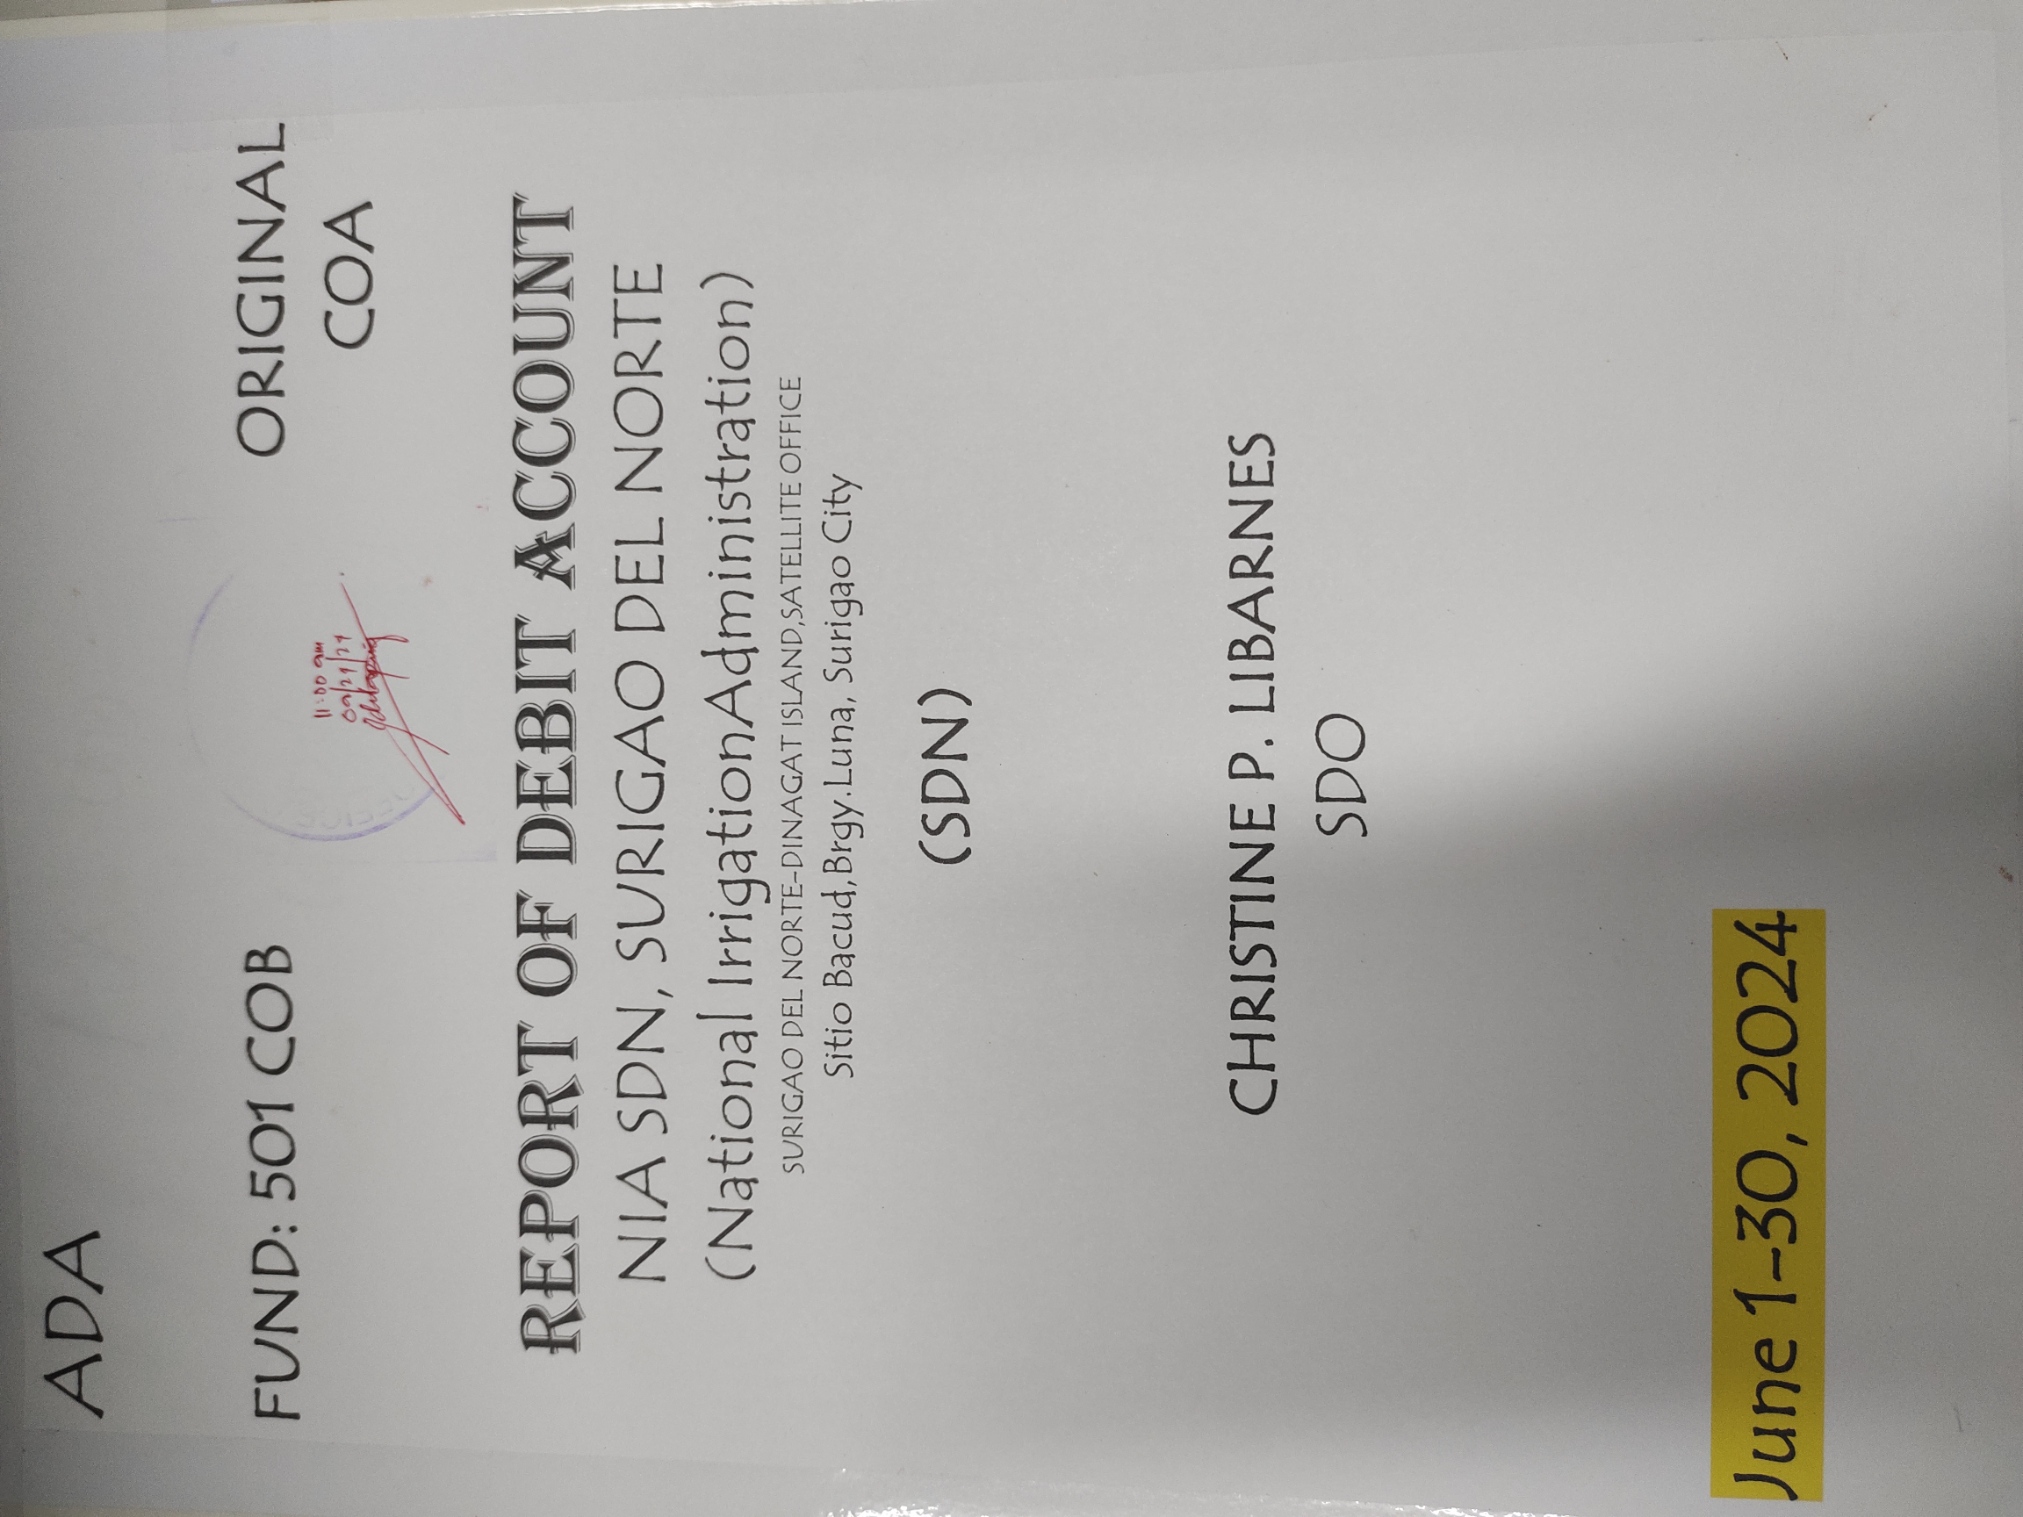 ADA
FUND: 501 COB
ORIGINAL
COA
11:00 am
09/24/24
REPORT OF DEBIT ACCOUNT
NIA SDN, SURIGAO DEL NORTE
(National IrrigationAdministration)
SURIGAO DEL NORTE-DINAGAT ISLAND,SATELLITE OFFICE
Sitio Bacud,Brgy.Luna, Surigao City
(SDN)
CHRISTINE P. LIBARNES
SDO
June 1-30, 2024